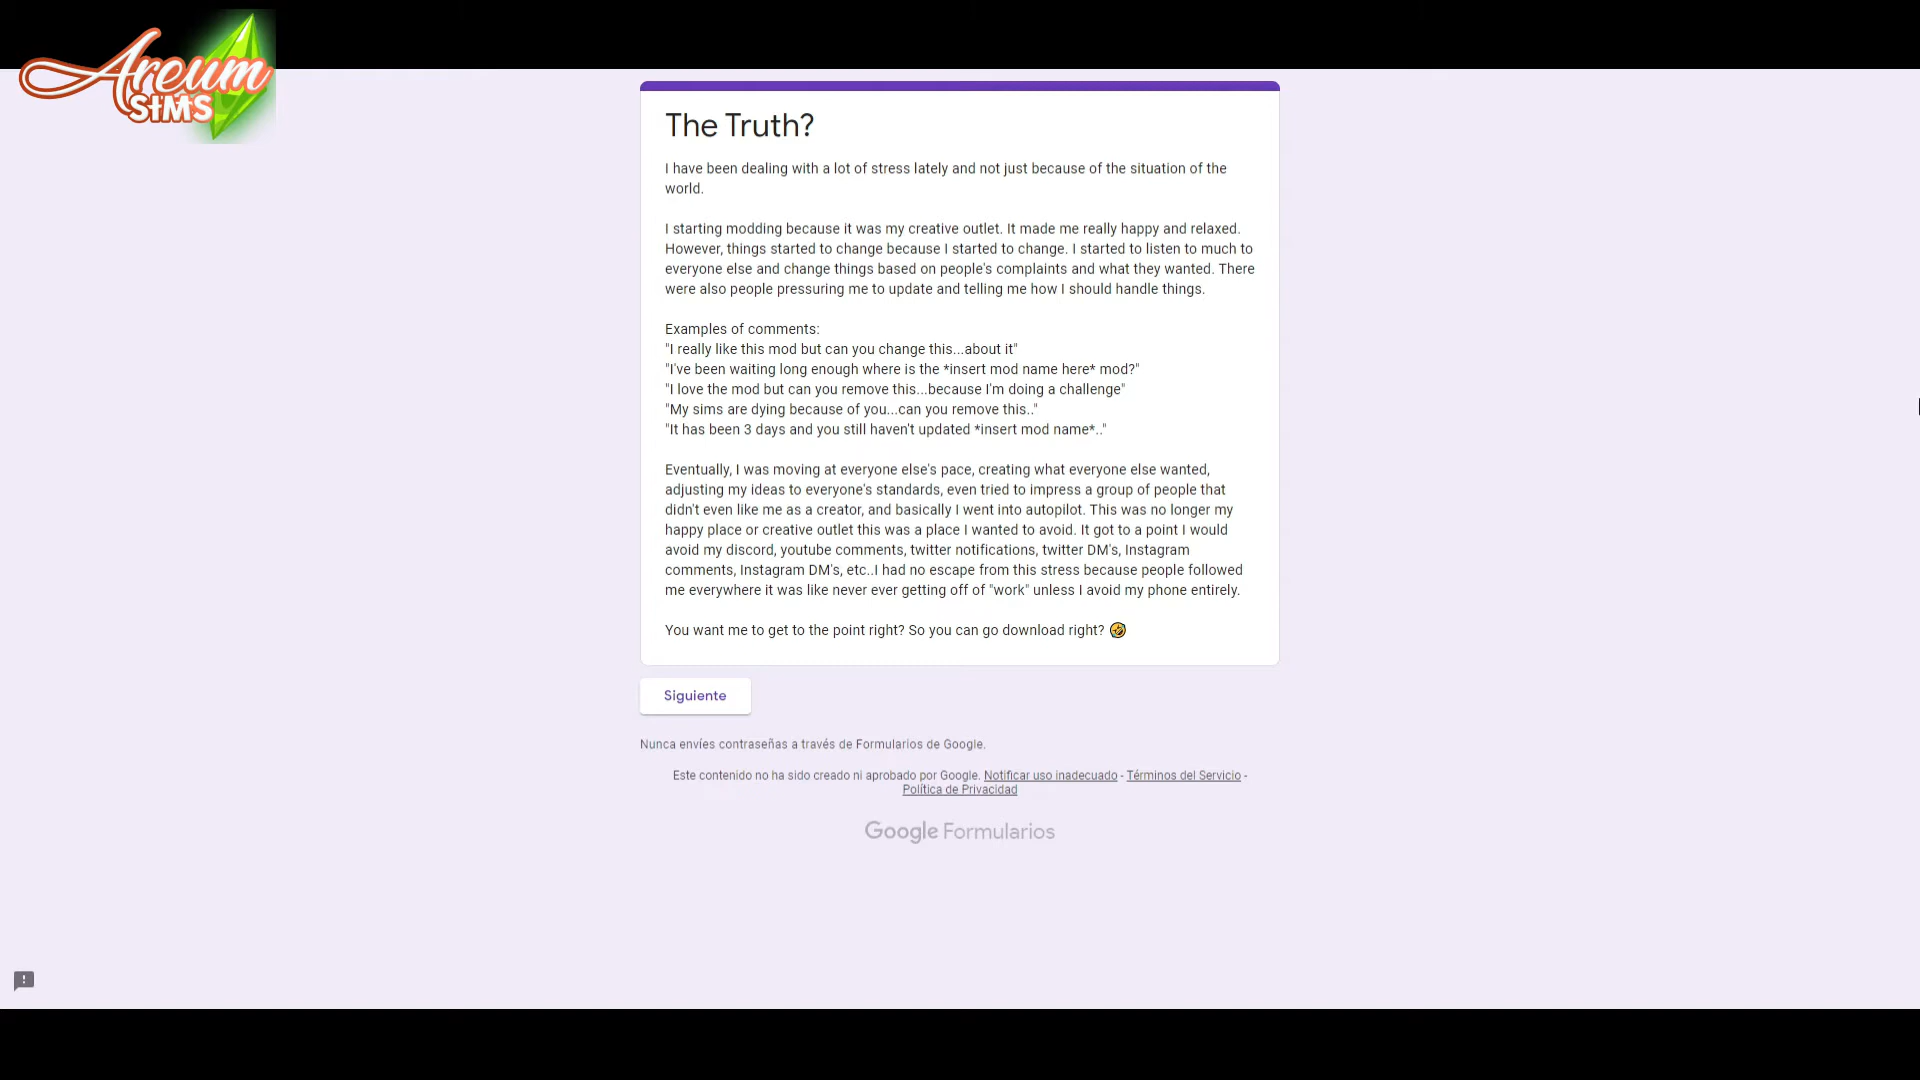 Areum
SIMS
The Truth?
I have been dealing with a lot of stress lately and not just because of the situation of the
world.
I starting modding because it was my creative outlet. It made me really happy and relaxed.
However, things started to change because I started to change. I started to listen to much to
everyone else and change things based on people's complaints and what they wanted. There
were also people pressuring me to update and telling me how I should handle things.
Examples of comments:
"I really like this mod but can you change this...about it"
"I've been waiting long enough where is the *insert mod name here* mod?"
"I love the mod but can you remove this...because I'm doing a challenge"
"My sims are dying because of you...can you remove this.."
"It has been 3 days and you still haven't updated *insert mod name*.."
Eventually, I was moving at everyone else's pace, creating what everyone else wanted,
adjusting my ideas to everyone's standards, even tried to impress a group of people that
didn't even like me as a creator, and basically I went into autopilot. This was no longer my
happy place or creative outlet this was a place I wanted to avoid. It got to a point I would
avoid my discord, youtube comments, twitter notifications, twitter DM's, Instagram
comments, Instagram DM's, etc..I had no escape from this stress because people followed
me everywhere it was like never ever getting off of "work" unless I avoid my phone entirely.
You want me to get to the point right? So you can go download right? 🤣
Siguiente
Nunca envíes contraseñas a través de Formularios de Google.
Este contenido no ha sido creado ni aprobado por Google. Notificar uso inadecuado - Términos del Servicio -
Política de Privacidad
Google Formularios